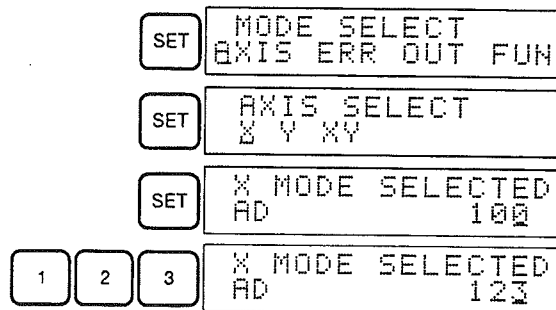 SET MODE SELECT
AXIS ERR OUT FUN
SET AXIS SELECT
X Y XY
SET X MODE SELECTED
AD 100
1 2 3 X MODE SELECTED
AD 123